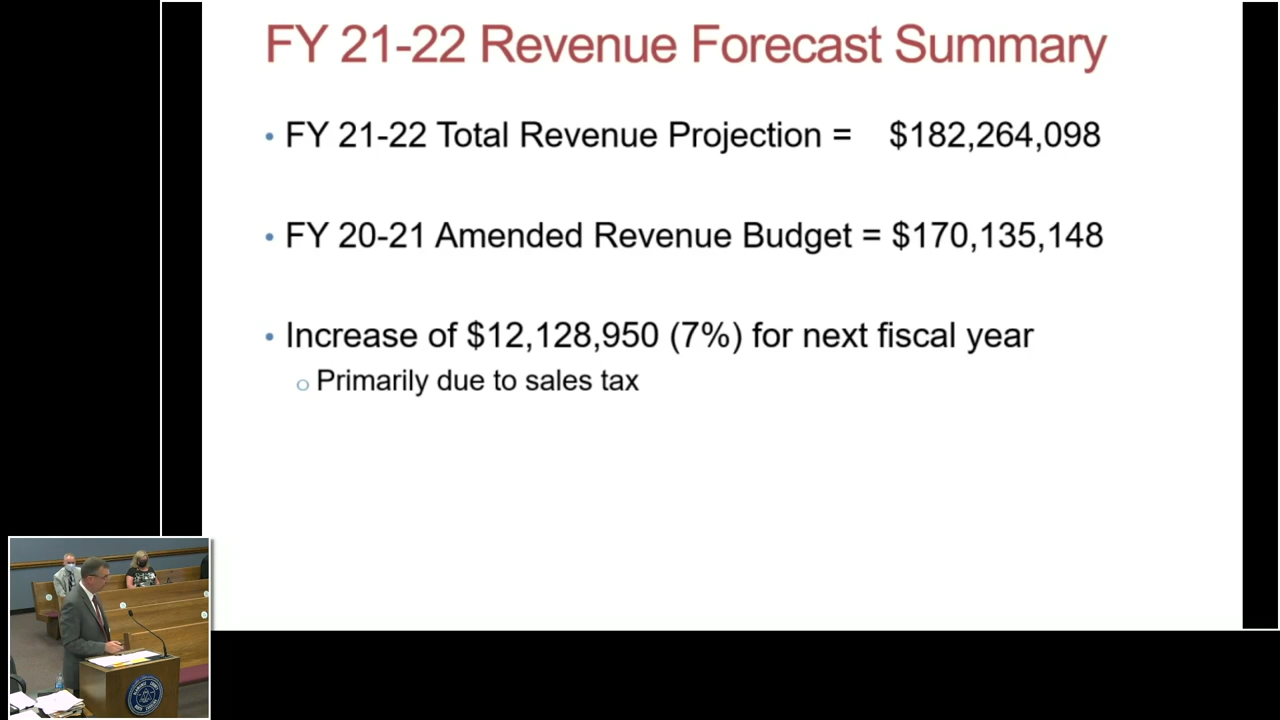 FY 21-22 Revenue Forecast Summary
• FY 21-22 Total Revenue Projection = $182,264,098
• FY 20-21 Amended Revenue Budget = $170,135,148
• Increase of $12,128,950 (7%) for next fiscal year
o Primarily due to sales tax